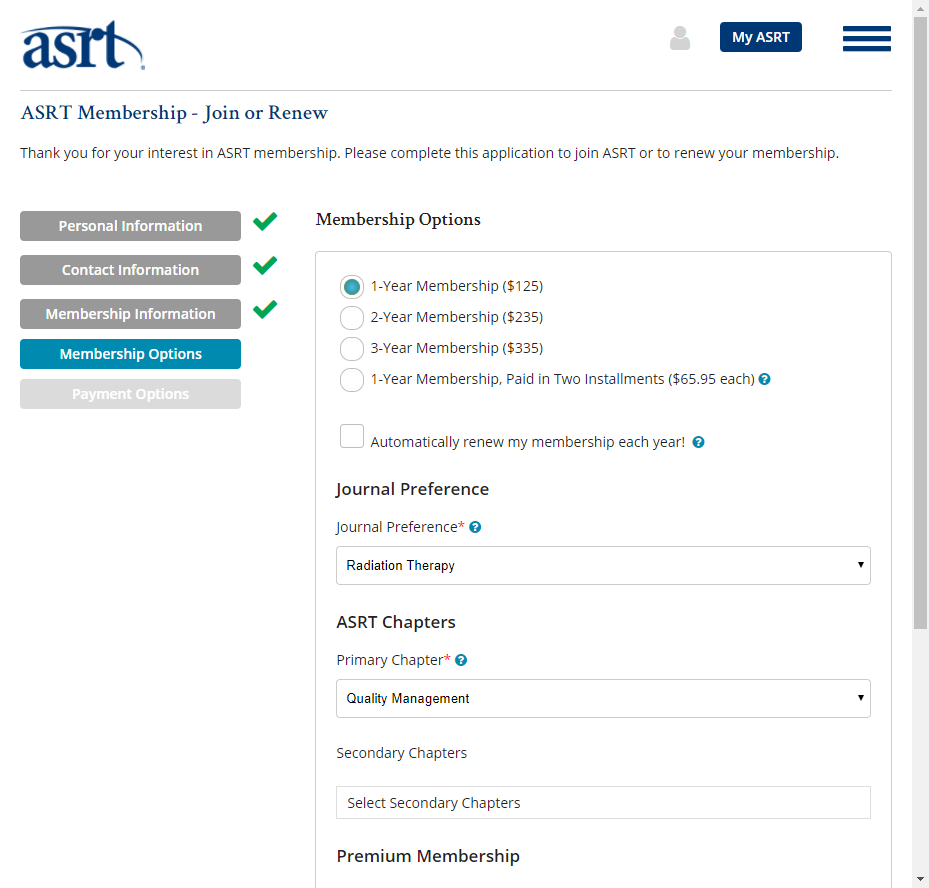 asrt
My ASRT
ASRT Membership - Join or Renew
Thank you for your interest in ASRT membership. Please complete this application to join ASRT or to renew your membership.
Personal Information
Contact Information
Membership Information
Membership Options
Payment Options
Membership Options
1-Year Membership ($125)
2-Year Membership ($235)
3-Year Membership ($335)
1-Year Membership, Paid in Two Installments ($65.95 each) ?
Automatically renew my membership each year! ?
Journal Preference
Journal Preference* ?
Radiation Therapy
ASRT Chapters
Primary Chapter* ?
Quality Management
Secondary Chapters
Select Secondary Chapters
Premium Membership